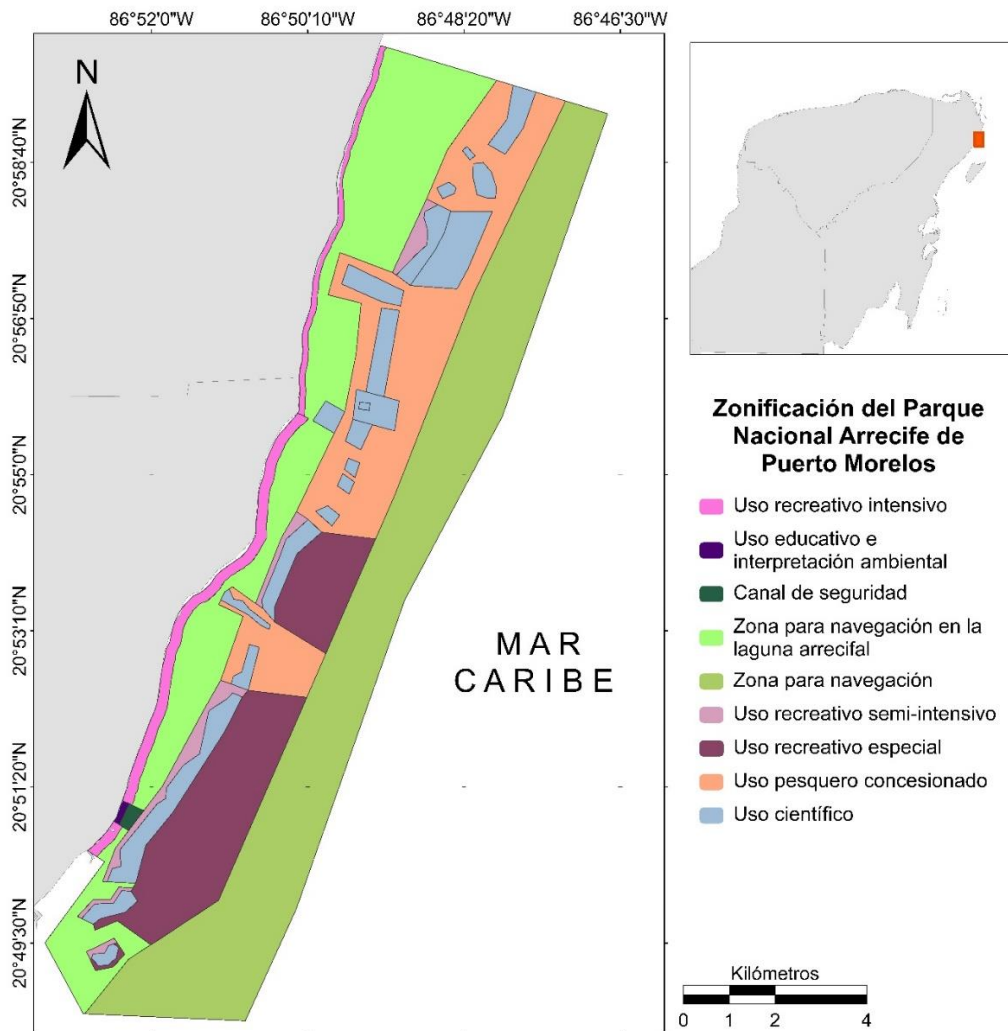 86°52'0"W
86°50'10"W
86°48'20"W
86°46'30"W
N
20°58'40"N
20°56'50"N
20°55'0"N
20°53'10"N
20°51'20"N
20°49'30"N
MAR
CARIBE
Zonificación del Parque
Nacional Arrecife de
Puerto Morelos
Uso recreativo intensivo
Uso educativo e
interpretación ambiental
Canal de seguridad
Zona para navegación en la
laguna arrecifal
Zona para navegación
Uso recreativo semi-intensivo
Uso recreativo especial
Uso pesquero concesionado
Uso científico
Kilómetros
0 1 2 4